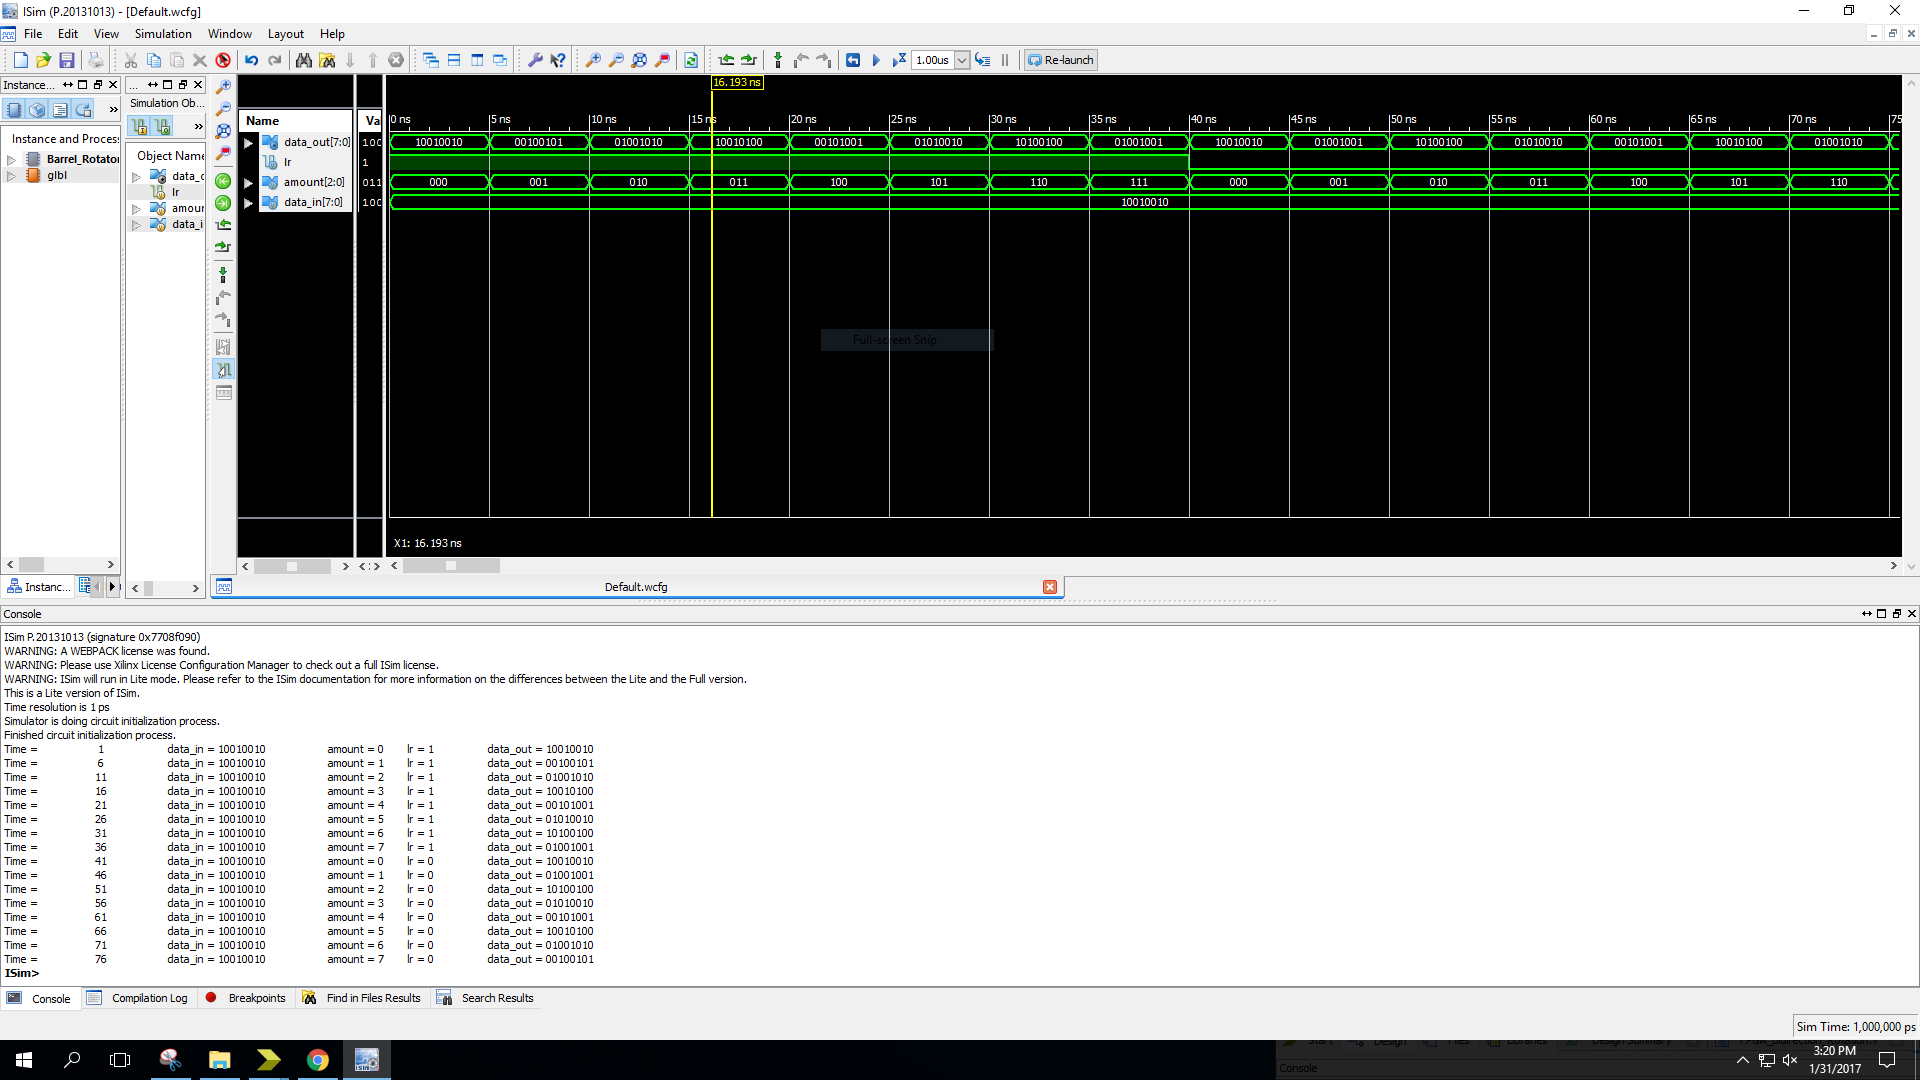 ISim (P.20131013) - [Default.wcfg]
File Edit View Simulation Window Layout Help
1.00us Re-launch
Instance... ...
Simulation Ob...
Instance and Proces
Barrel_Rotator
glbl
Object Name
data_o
lr
amour
data_i
16.193 ns
Name Va
0 ns 5 ns 10 ns 15 ns 20 ns 25 ns 30 ns 35 ns 40 ns 45 ns 50 ns 55 ns 60 ns 65 ns 70 ns 75
data_out[7:0] 100 10010010 00100101 01001010 10010100 00101001 01010010 10100100 01001001 10010010 01001001 10100100 01010010 00101001 10010100 01001010
lr 1
amount[2:0] 011 000 001 010 011 100 101 110 111 000 001 010 011 100 101 110
data_in[7:0] 100 10010010
Full-screen Snip
X1: 16.193 ns
Instanc...
Default.wcfg
Console
ISim P.20131013 (signature 0x7708f090)
WARNING: A WEBPACK license was found.
WARNING: Please use Xilinx License Configuration Manager to check out a full ISim license.
WARNING: ISim will run in Lite mode. Please refer to the ISim documentation for more information on the differences between the Lite and the Full version.
This is a Lite version of ISim.
Time resolution is 1 ps
Simulator is doing circuit initialization process.
Finished circuit initialization process.
Time = 1 data_in = 10010010 amount = 0 lr = 1 data_out = 10010010
Time = 6 data_in = 10010010 amount = 1 lr = 1 data_out = 00100101
Time = 11 data_in = 10010010 amount = 2 lr = 1 data_out = 01001010
Time = 16 data_in = 10010010 amount = 3 lr = 1 data_out = 10010100
Time = 21 data_in = 10010010 amount = 4 lr = 1 data_out = 00101001
Time = 26 data_in = 10010010 amount = 5 lr = 1 data_out = 01010010
Time = 31 data_in = 10010010 amount = 6 lr = 1 data_out = 10100100
Time = 36 data_in = 10010010 amount = 7 lr = 1 data_out = 01001001
Time = 41 data_in = 10010010 amount = 0 lr = 0 data_out = 10010010
Time = 46 data_in = 10010010 amount = 1 lr = 0 data_out = 01001001
Time = 51 data_in = 10010010 amount = 2 lr = 0 data_out = 10100100
Time = 56 data_in = 10010010 amount = 3 lr = 0 data_out = 01010010
Time = 61 data_in = 10010010 amount = 4 lr = 0 data_out = 00101001
Time = 66 data_in = 10010010 amount = 5 lr = 0 data_out = 10010100
Time = 71 data_in = 10010010 amount = 6 lr = 0 data_out = 01001010
Time = 76 data_in = 10010010 amount = 7 lr = 0 data_out = 00100101
ISim>
Console Compilation Log Breakpoints Find in Files Results Search Results
Sim Time: 1,000,000 ps
Start Design Files Libraries Design Summary
Console
3:20 PM
1/31/2017